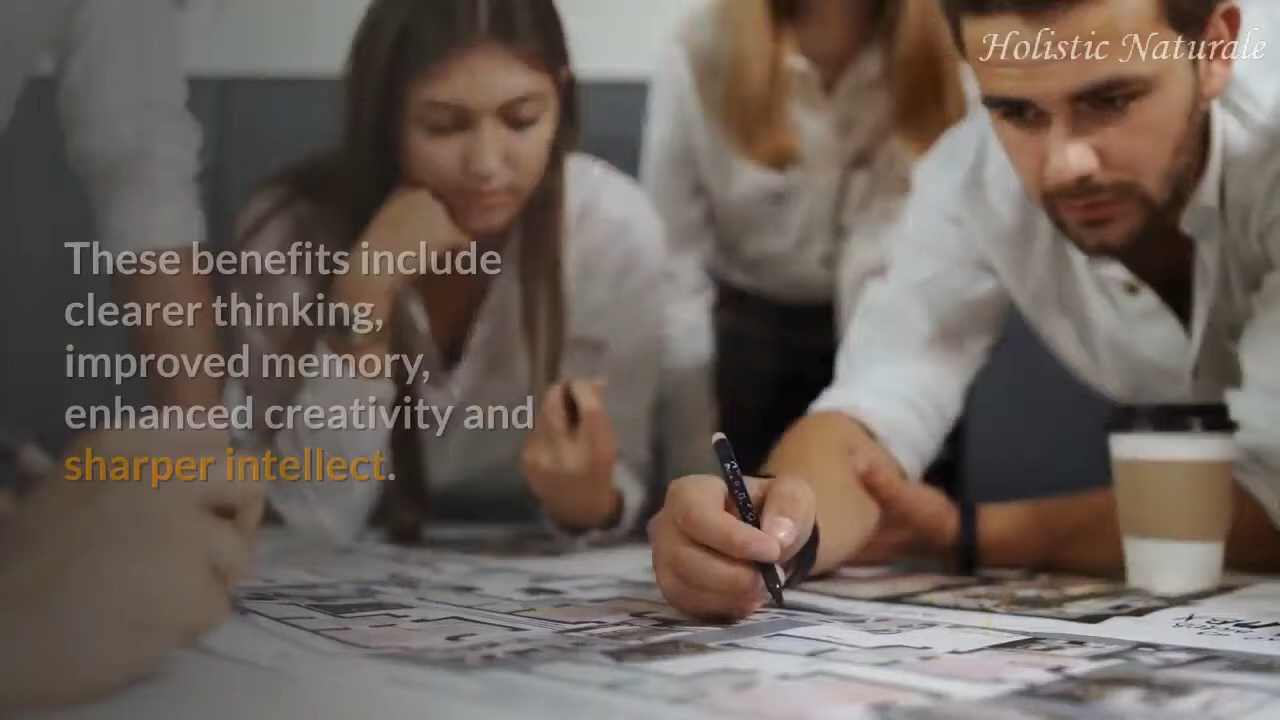 Holistic Naturale
These benefits include
clearer thinking,
improved memory,
enhanced creativity and
sharper intellect.